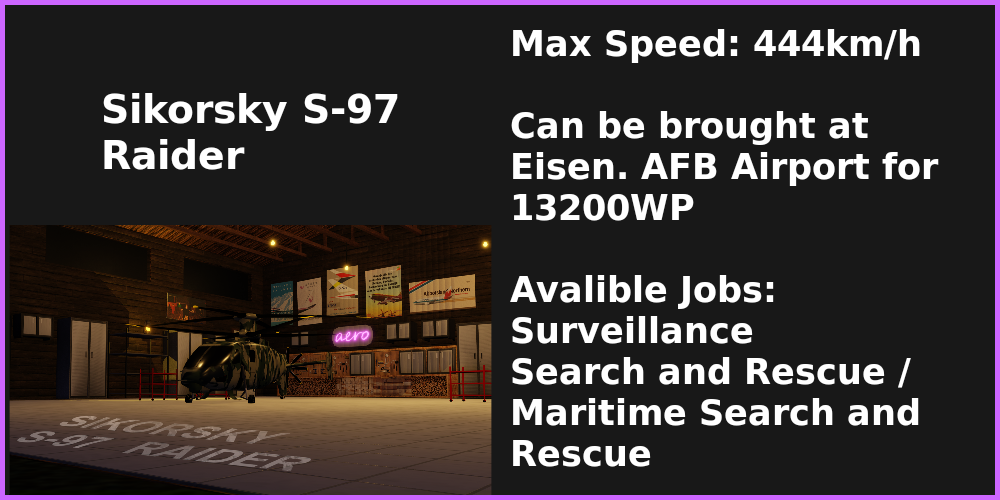 Sikorsky S-97
Raider
aero
SIKORSKY
S-97 RAIDER
Max Speed: 444km/h
Can be brought at
Eisen. AFB Airport for
13200WP
Avalible Jobs:
Surveillance
Search and Rescue /
Maritime Search and
Rescue